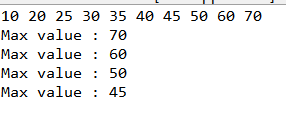 10 20 25 30 35 40 45 50 60 70
Max value : 70
Max value : 60
Max value : 50
Max value : 45